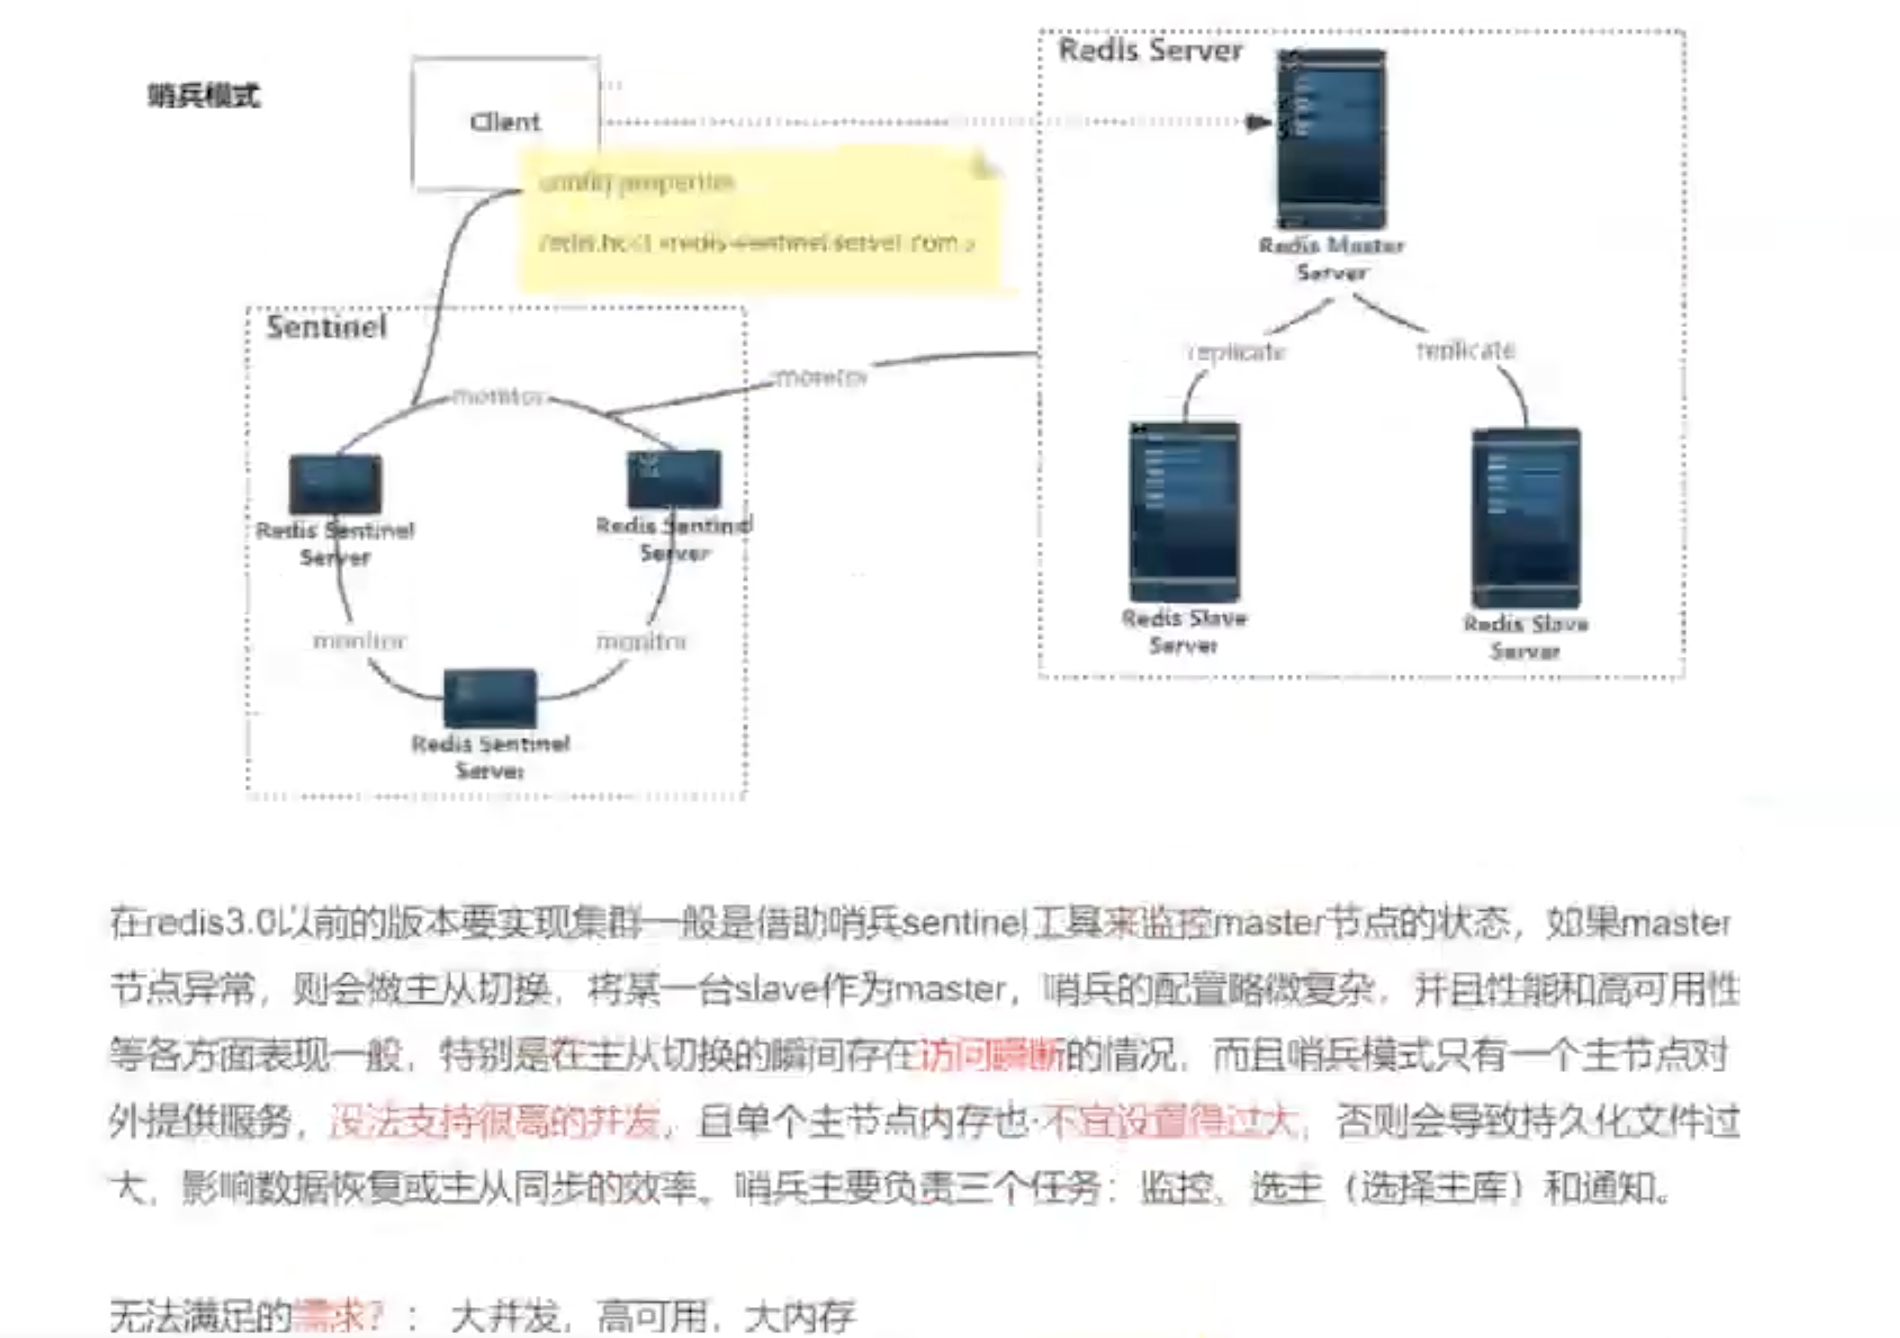 哨兵模式
Client
Redis Server
config.properties
redis.host =redis-sentinel.server.com
Redis Master
Server
replicate
replicate
Sentinel
monitor
monitor
Redis Sentinel
Server
Redis Sentinel
Server
Redis Slave
Server
Redis Slave
Server
monitor
monitor
Redis Sentinel
Server
在redis3.0以前的版本要实现集群一般是借助哨兵sentinel工具来监控master节点的状态，如果master
节点异常，则会做主从切换，将某一台slave作为master，哨兵的配置略微复杂，并且性能和高可用性
等各方面表现一般，特别是在主从切换的瞬间存在访问瞬断的情况，而且哨兵模式只有一个主节点对
外提供服务，没法支持很高的并发，且单个主节点内存也不宜设置得过大，否则会导致持久化文件过
大，影响数据恢复或主从同步的效率。哨兵主要负责三个任务：监控、选主（选择主库）和通知。
无法满足的需求？：大并发，高可用，大内存